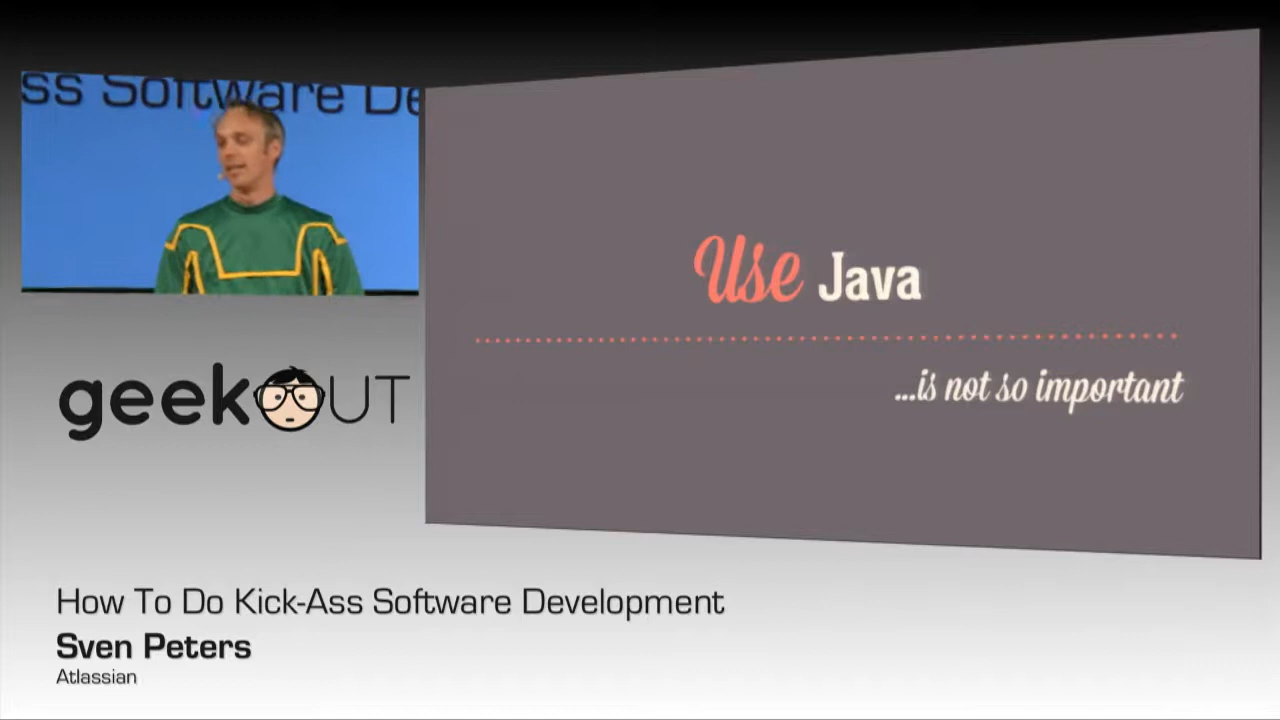 ss Software De
Use Java
...is not so important
geekOUT
How To Do Kick-Ass Software Development
Sven Peters
Atlassian